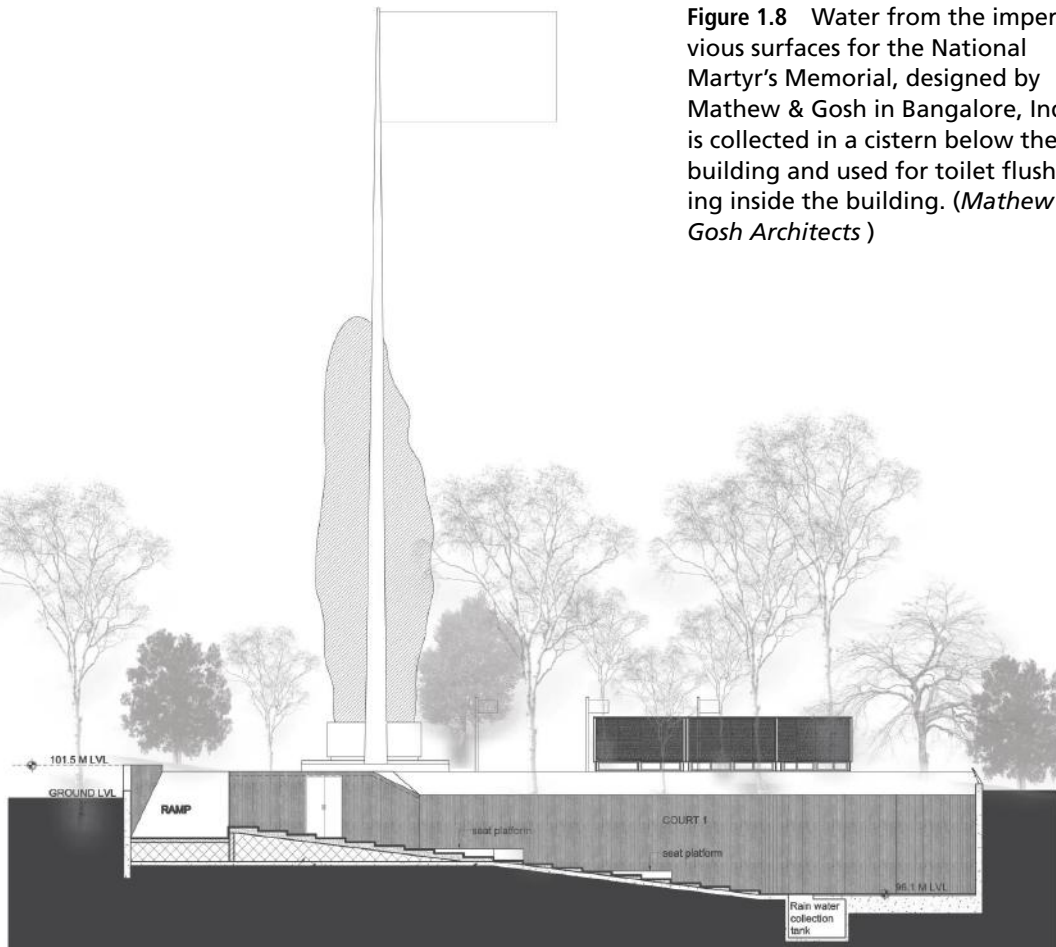 Figure 1.8 Water from the imper
vious surfaces for the National
Martyr's Memorial, designed by
Mathew & Gosh in Bangalore, Ind
is collected in a cistern below the
building and used for toilet flush
ing inside the building. (Mathew
Gosh Architects )
101.5 M LVL
GROUND LVL
RAMP
seat platform
COURT 1
seat platform
96.1 M LVL
Rain water
collection
tank